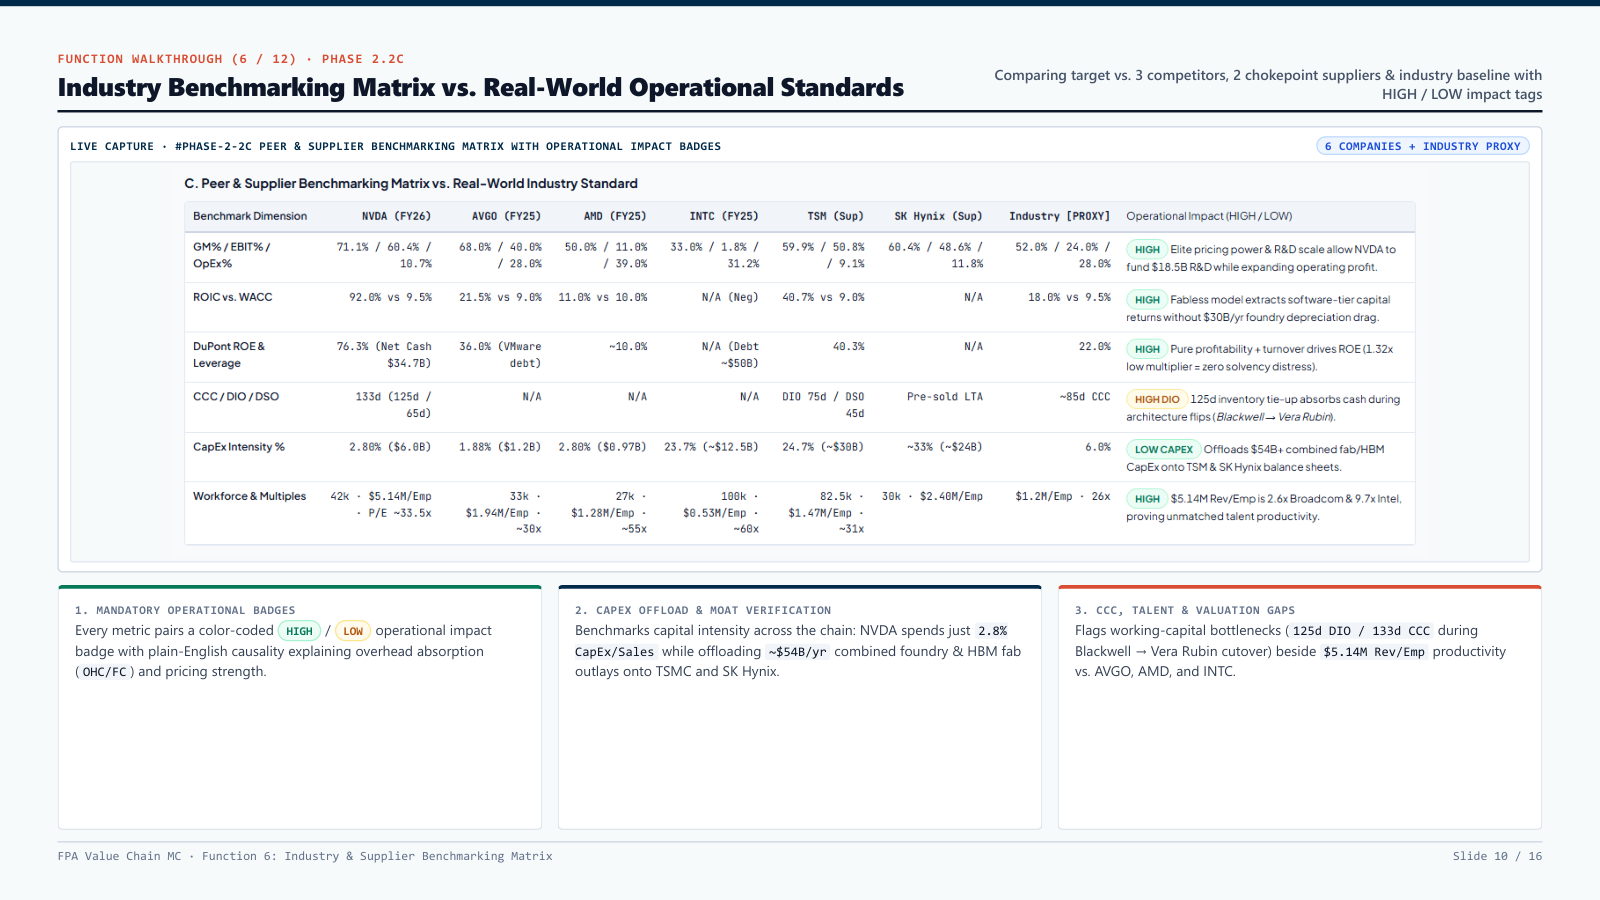 FUNCTION WALKTHROUGH (6 / 12) · PHASE 2.2C
Industry Benchmarking Matrix vs. Real-World Operational Standards
Comparing target vs. 3 competitors, 2 chokepoint suppliers & industry baseline with
HIGH / LOW impact tags
LIVE CAPTURE · #PHASE-2-2C PEER & SUPPLIER BENCHMARKING MATRIX WITH OPERATIONAL IMPACT BADGES
6 COMPANIES + INDUSTRY PROXY
C. Peer & Supplier Benchmarking Matrix vs. Real-World Industry Standard
Benchmark Dimension NVDA (FY26) AVGO (FY25) AMD (FY25) INTC (FY25) TSM (Sup) SK Hynix (Sup) Industry [PROXY] Operational Impact (HIGH / LOW)
GM% / EBIT% / 71.1% / 60.4% / 68.0% / 40.0% 50.0% / 11.0% 33.0% / 1.8% / 59.9% / 50.8% 60.4% / 48.6% / 52.0% / 24.0% / HIGH Elite pricing power & R&D scale allow NVDA to
OpEx% 10.7% / 28.0% / 39.0% 31.2% / 9.1% 11.8% 28.0% fund $18.5B R&D while expanding operating profit.
ROIC vs. WACC 92.0% vs 9.5% 21.5% vs 9.0% 11.0% vs 10.0% N/A (Neg) 40.7% vs 9.0% N/A 18.0% vs 9.5% HIGH Fabless model extracts software-tier capital
returns without $30B/yr foundry depreciation drag.
DuPont ROE & 76.3% (Net Cash 36.0% (VMware ~10.0% N/A (Debt 40.3% N/A 22.0% HIGH Pure profitability + turnover drives ROE (1.32x
Leverage $34.7B) debt) ~$50B) low multiplier = zero solvency distress).
CCC / DIO / DSO 133d (125d / N/A N/A N/A DIO 75d / DSO Pre-sold LTA ~85d CCC HIGH DIO 125d inventory tie-up absorbs cash during
65d) 45d architecture flips (Blackwell → Vera Rubin).
CapEx Intensity % 2.80% ($6.0B) 1.88% ($1.2B) 2.80% ($0.97B) 23.7% (~$12.5B) 24.7% (~$30B) ~33% (~$24B) 6.0% LOW CAPEX Offloads $54B+ combined fab/HBM
CapEx onto TSM & SK Hynix balance sheets.
Workforce & Multiples 42k · $5.14M/Emp 33k · 27k · 100k · 82.5k · 30k · $2.40M/Emp $1.2M/Emp · 26x HIGH $5.14M Rev/Emp is 2.6x Broadcom & 9.7x Intel,
· P/E ~33.5x $1.94M/Emp · $1.28M/Emp · $0.53M/Emp · $1.47M/Emp · proving unmatched talent productivity.
~30x ~55x ~60x ~31x
1. MANDATORY OPERATIONAL BADGES
Every metric pairs a color-coded HIGH / LOW operational impact
badge with plain-English causality explaining overhead absorption
(OHC/FC) and pricing strength.
2. CAPEX OFFLOAD & MOAT VERIFICATION
Benchmarks capital intensity across the chain: NVDA spends just 2.8%
CapEx/Sales while offloading ~$54B/yr combined foundry & HBM fab
outlays onto TSMC and SK Hynix.
3. CCC, TALENT & VALUATION GAPS
Flags working-capital bottlenecks (125d DIO / 133d CCC during
Blackwell → Vera Rubin cutover) beside $5.14M Rev/Emp productivity
vs. AVGO, AMD, and INTC.
FPA Value Chain MC · Function 6: Industry & Supplier Benchmarking Matrix
Slide 10 / 16